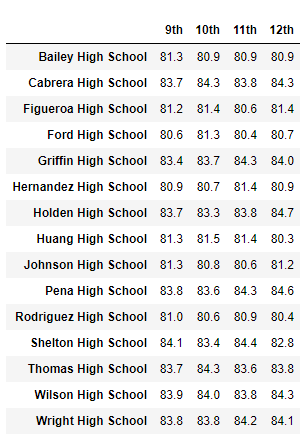 9th 10th 11th 12th
Bailey High School 81.3 80.9 80.9 80.9
Cabrera High School 83.7 84.3 83.8 84.3
Figueroa High School 81.2 81.4 80.6 81.4
Ford High School 80.6 81.3 80.4 80.7
Griffin High School 83.4 83.7 84.3 84.0
Hernandez High School 80.9 80.7 81.4 80.9
Holden High School 83.7 83.3 83.8 84.7
Huang High School 81.3 81.5 81.4 80.3
Johnson High School 81.3 80.8 80.6 81.2
Pena High School 83.8 83.6 84.3 84.6
Rodriguez High School 81.0 80.6 80.9 80.4
Shelton High School 84.1 83.4 84.4 82.8
Thomas High School 83.7 84.3 83.6 83.8
Wilson High School 83.9 84.0 83.8 84.3
Wright High School 83.8 83.8 84.2 84.1